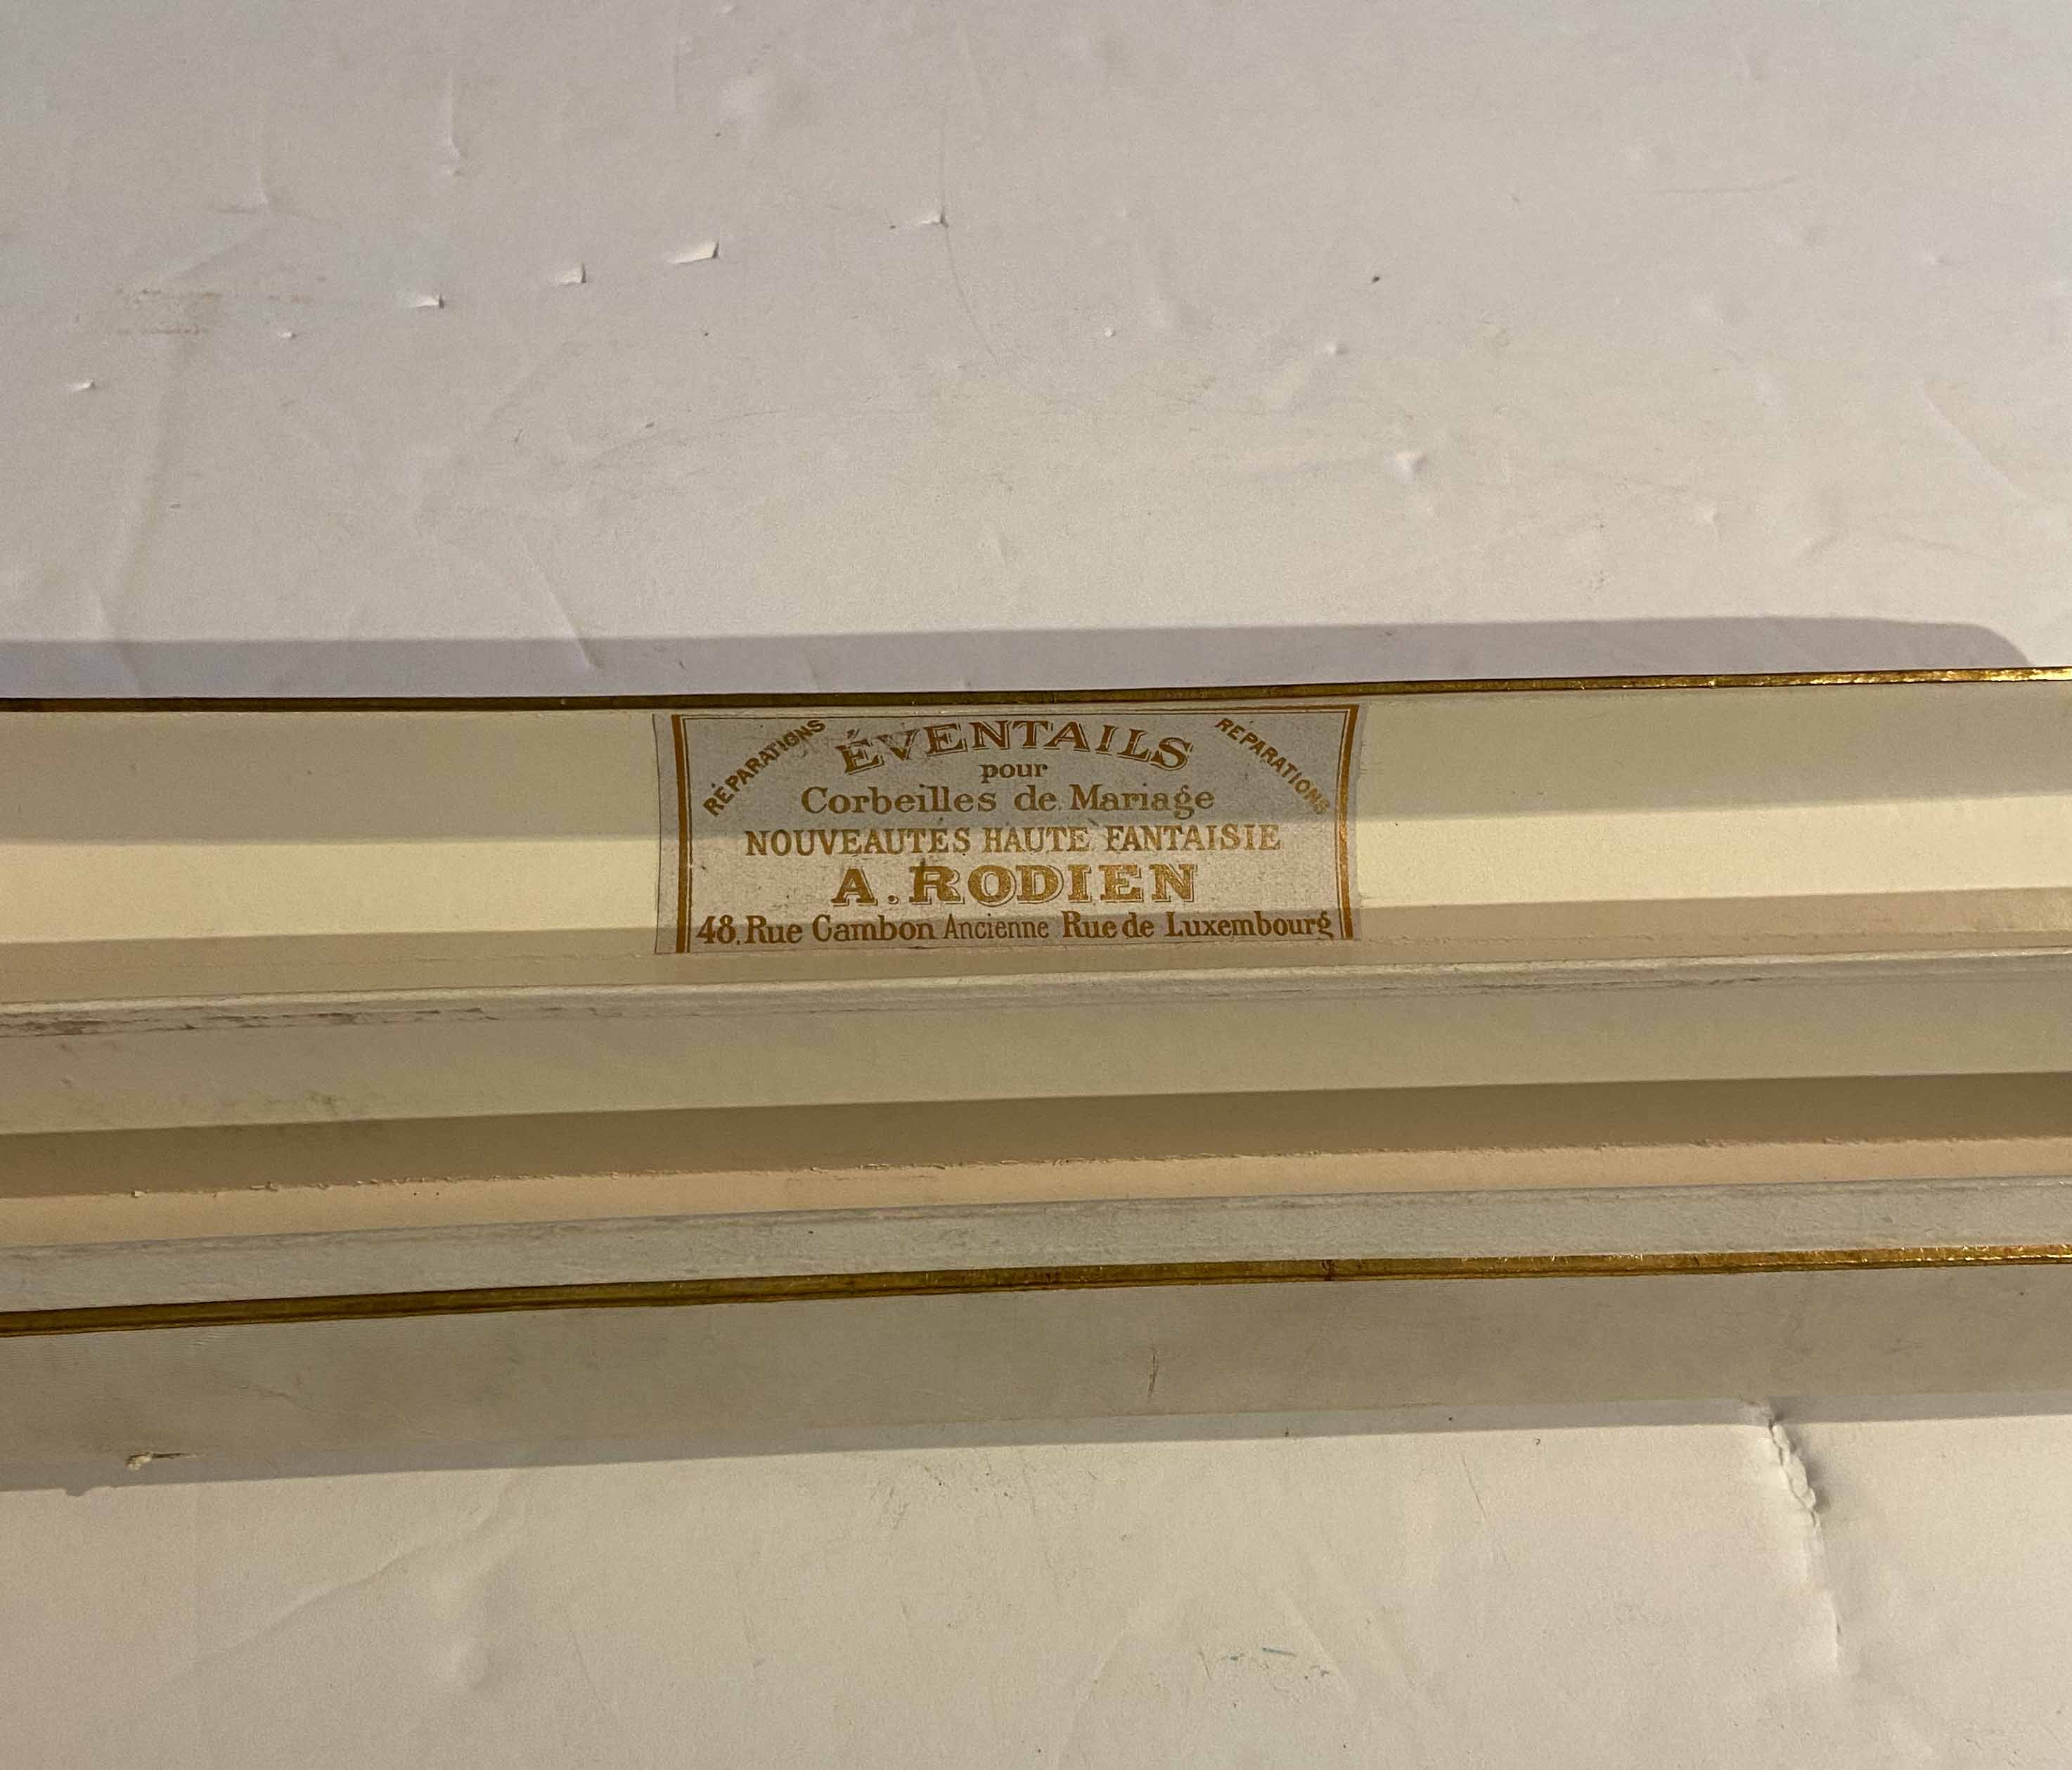 RÉPARATIONS
ÉVENTAILS
RÉPARATIONS
pour
Corbeilles de Mariage
NOUVEAUTÉS HAUTE FANTAISIE
A. RODIEN
48, Rue Cambon Ancienne Rue de Luxembourg